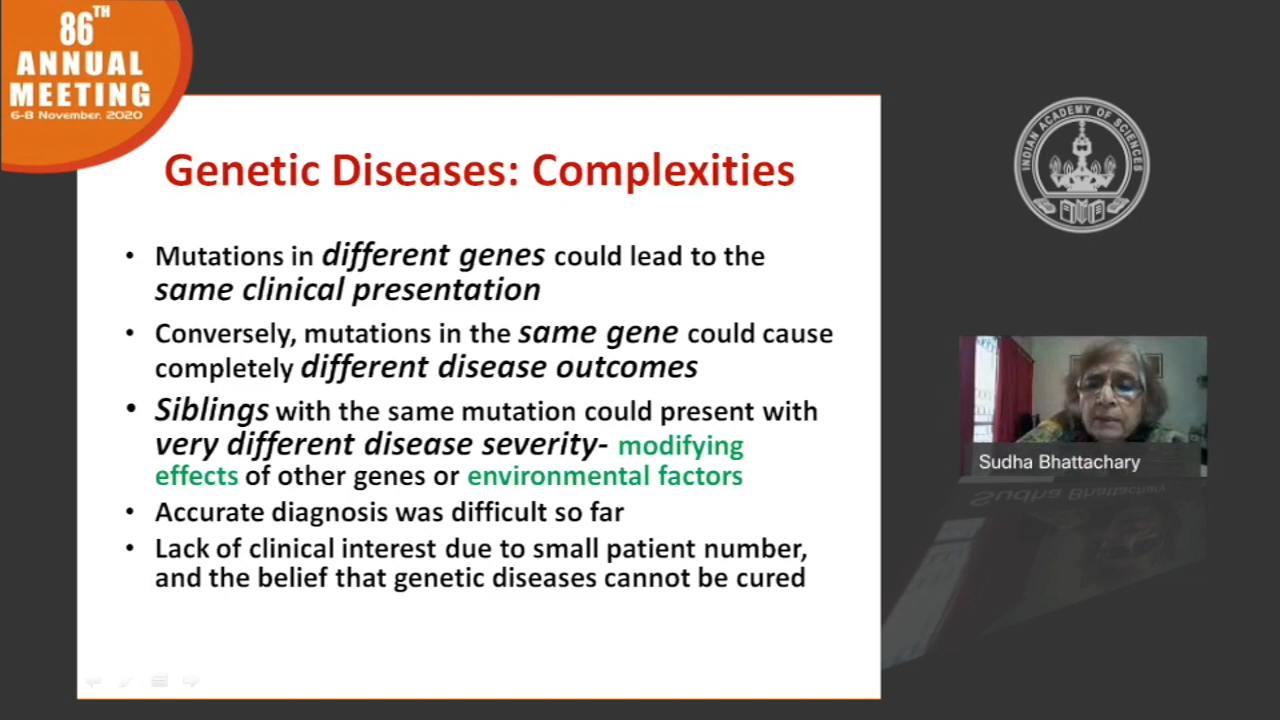 86TH
ANNUAL
MEETING
6-8 November, 2020
Genetic Diseases: Complexities
• Mutations in different genes could lead to the
same clinical presentation
• Conversely, mutations in the same gene could cause
completely different disease outcomes
• Siblings with the same mutation could present with
very different disease severity- modifying
effects of other genes or environmental factors
• Accurate diagnosis was difficult so far
• Lack of clinical interest due to small patient number,
and the belief that genetic diseases cannot be cured
INDIAN ACADEMY OF SCIENCES
Sudha Bhattachary
Sudha Bhattachary